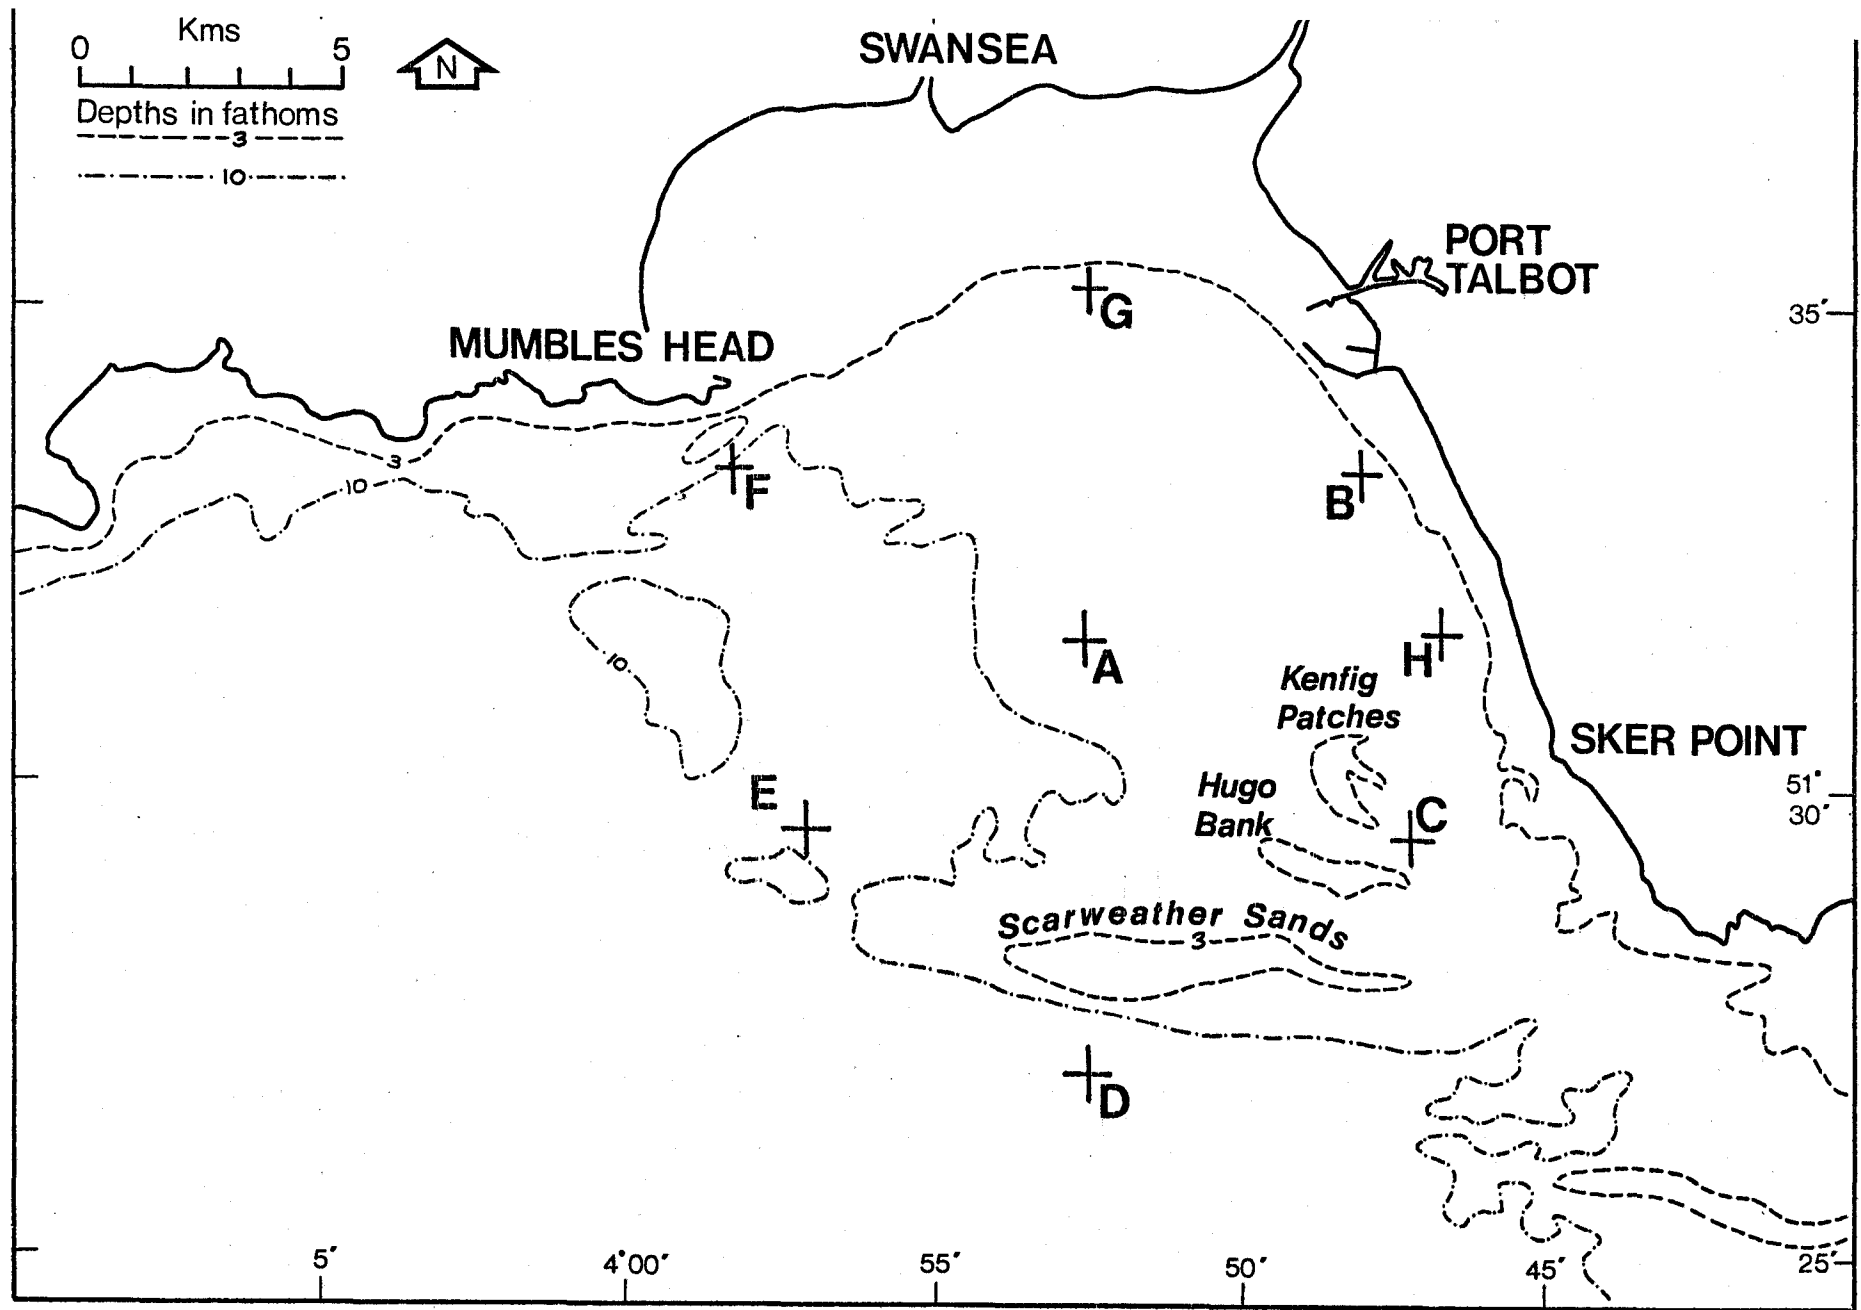 Kms
0 5
N
Depths in fathoms
3
10
SWANSEA
PORT
TALBOT
35′
MUMBLES HEAD
G
3
10
F
B
10
A
H
Kenfig
Patches
SKER POINT
E
Hugo
Bank
C
51°
30′
Scarweather Sands
3
D
5′ 4°00′ 55′ 50′ 45′ 25′